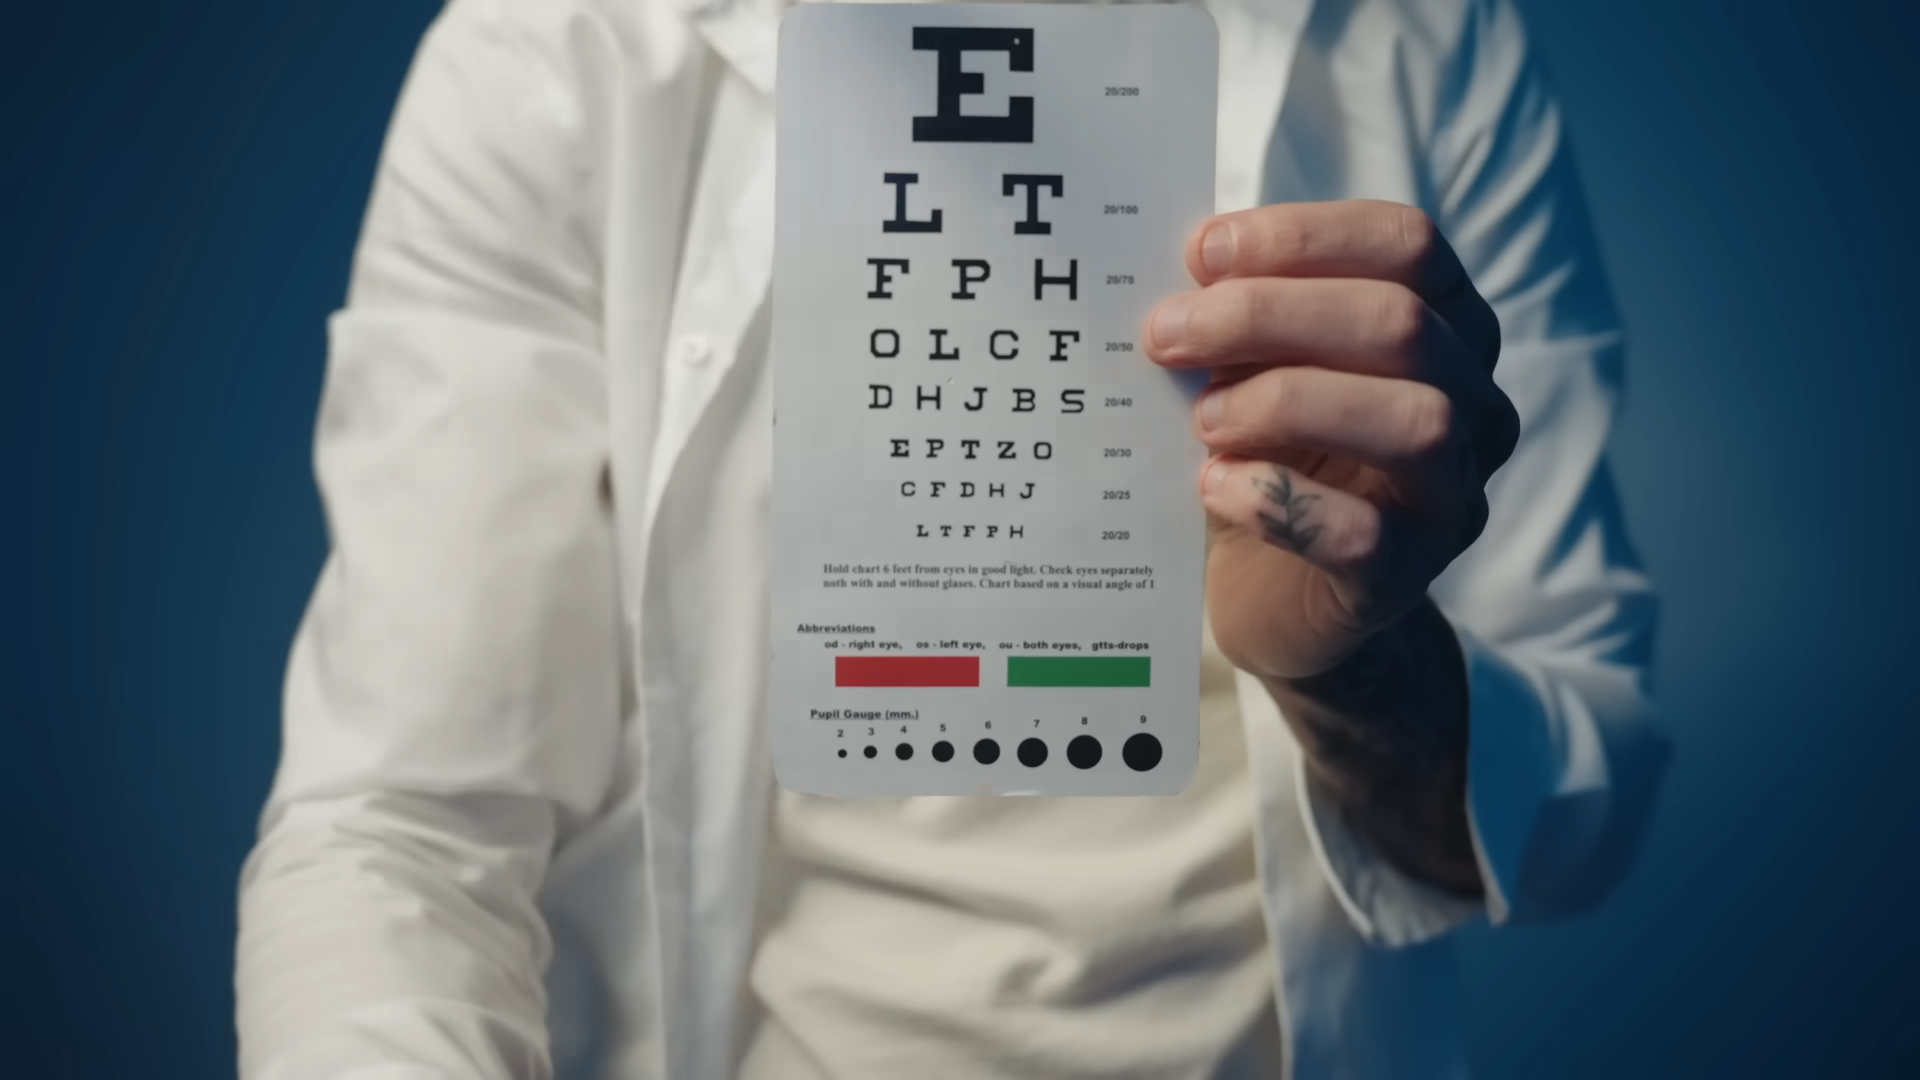 E 20/200
L T 20/100
F P H 20/70
O L C F 20/50
D H J B S 20/40
E P T Z O 20/30
C F D H J 20/25
L T F P H 20/20
Hold chart 6 feet from eyes in good light. Check eyes separately
noth with and without glases. Chart based on a visual angle of 1
Abbreviations
od - right eye, os - left eye, ou - both eyes, gtts-drops
Pupil Gauge (mm.)
2 3 4 5 6 7 8 9